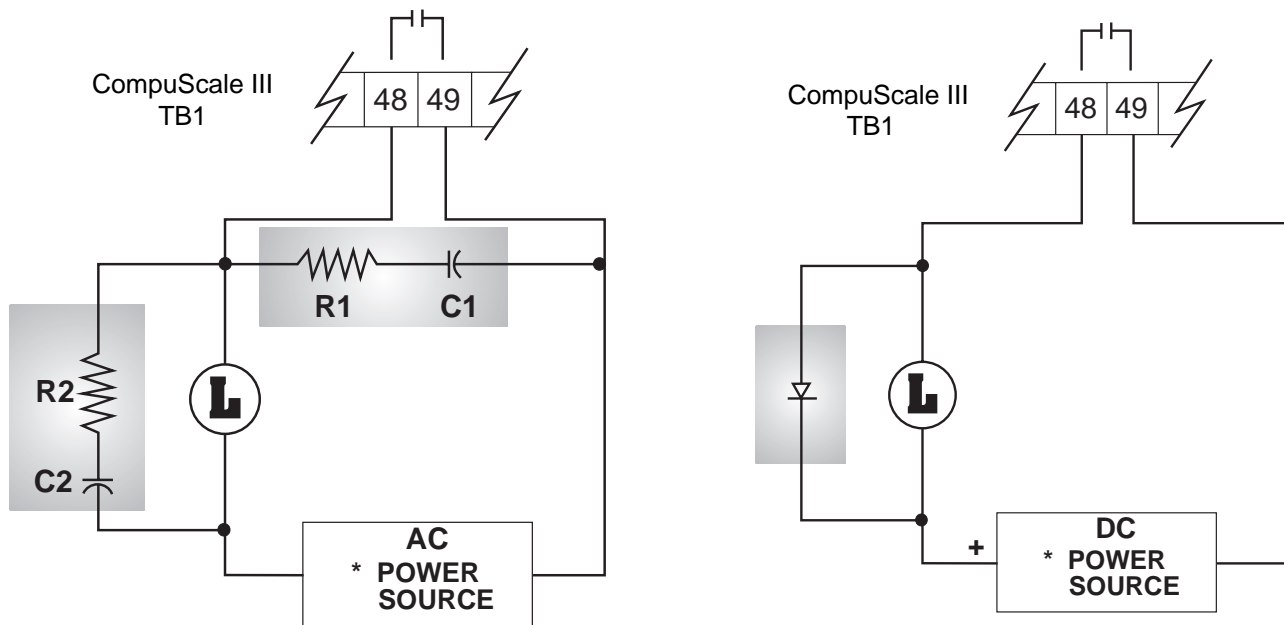 CompuScale III
TB1
48 49
R1 C1
R2
C2
L
AC
* POWER
SOURCE
CompuScale III
TB1
48 49
L
+
DC
* POWER
SOURCE